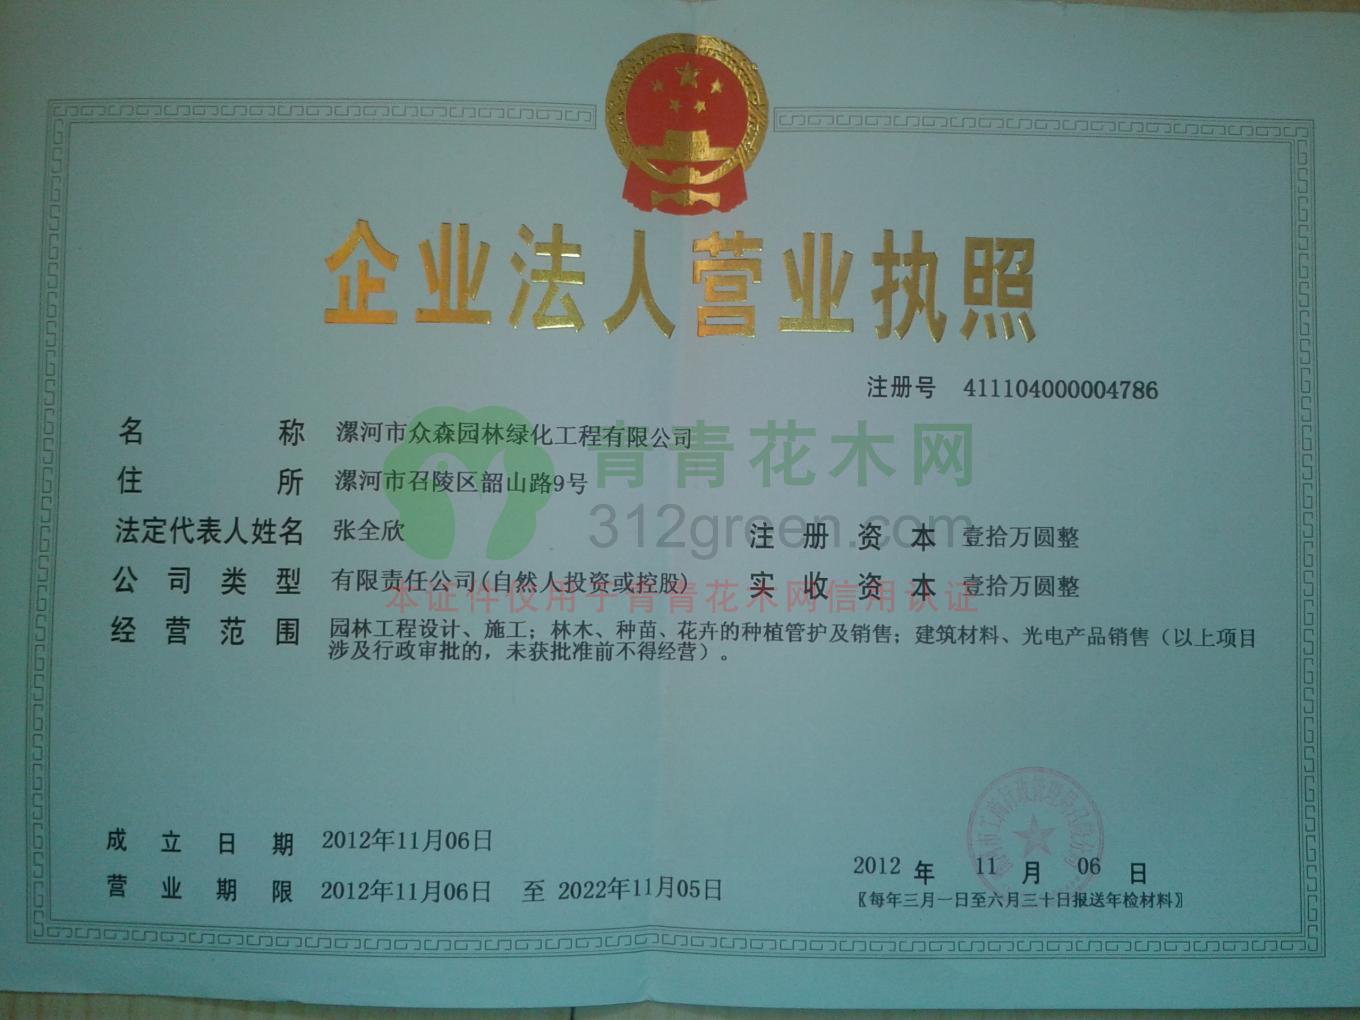 企业法人营业执照
注册号 411104000004786
名称 漯河市众森园林绿化工程有限公司
青青花木网
住所 漯河市召陵区韶山路9号
312green.com
法定代表人姓名 张全欣 注册资本 壹拾万圆整
公司类型 有限责任公司(自然人投资或控股) 实收资本 壹拾万圆整
本证件仅用于青青花木网信用认证
经营范围 园林工程设计、施工；林木、种苗、花卉的种植管护及销售；建筑材料、光电产品销售（以上项目
涉及行政审批的，未获批准前不得经营）。
成立日期 2012年11月06日
2012年11月06日
营业期限 2012年11月06日 至 2022年11月05日
〖每年三月一日至六月三十日报送年检材料〗